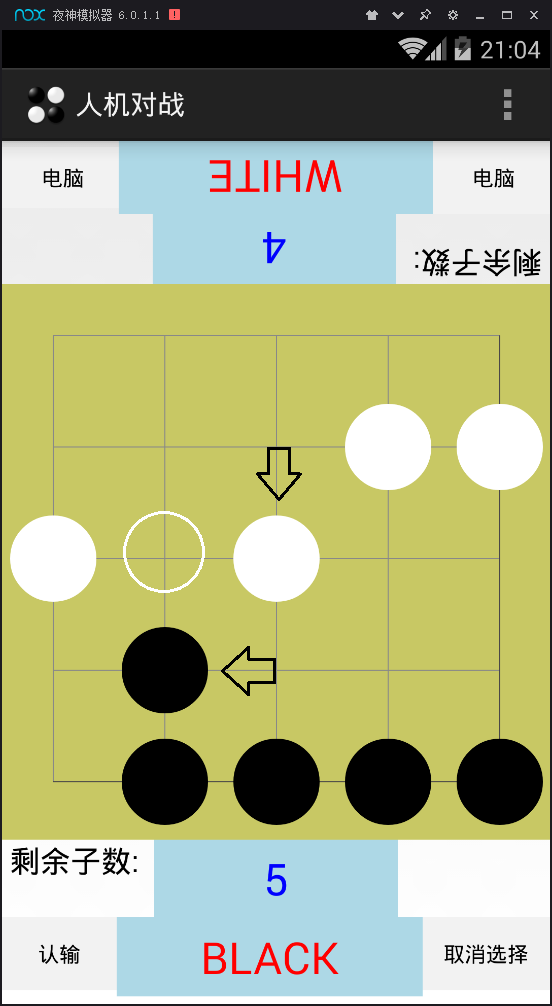 nox 夜神模拟器 6.0.1.1
21:04
人机对战
电脑 WHITE 电脑
4 剩余子数:
剩余子数: 5
认输 BLACK 取消选择